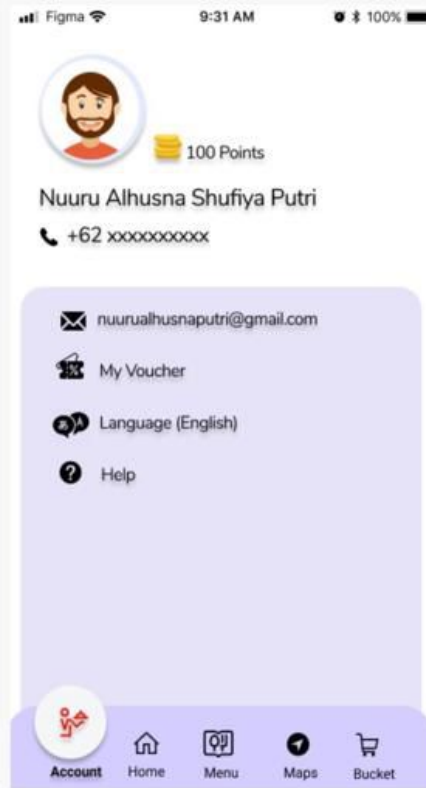 Figma 9:31 AM 100%
100 Points
Nuuru Alhusna Shufiya Putri
+62 xxxxxxxxxx
nuurualhusnaputri@gmail.com
My Voucher
Language (English)
Help
Account Home Menu Maps Bucket